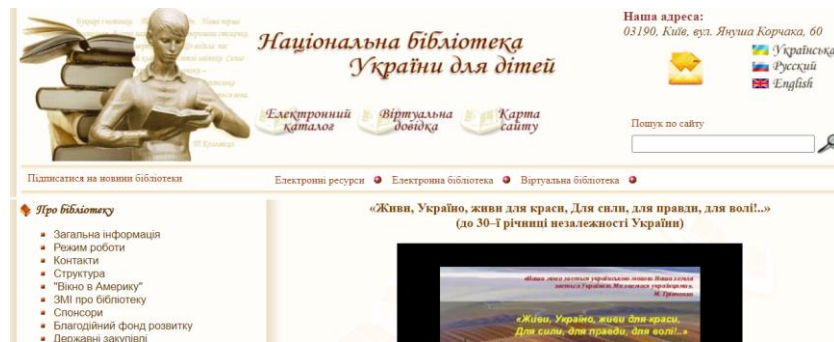 Національна бібліотека
України для дітей
Наша адреса:
03190, Київ, вул. Януша Корчака, 60
Українська
Русский
English
Електронний
каталог
Віртуальна
довідка
Карта
сайту
Пошук по сайту
Підписатися на новини бібліотеки
Електронні ресурси
Електронна бібліотека
Віртуальна бібліотека
Про бібліотеку
Загальна інформація
Режим роботи
Контакти
Структура
"Вікно в Америку"
ЗМІ про бібліотеку
Спонсори
Благодійний фонд розвитку
Державні закупівлі
«Живи, Україно, живи для краси, Для сили, для правди, для волі!..»
(до 30–ї річниці незалежності України)
«Живи, Україно, живи для краси.
Для сили, для правди, для волі!..»